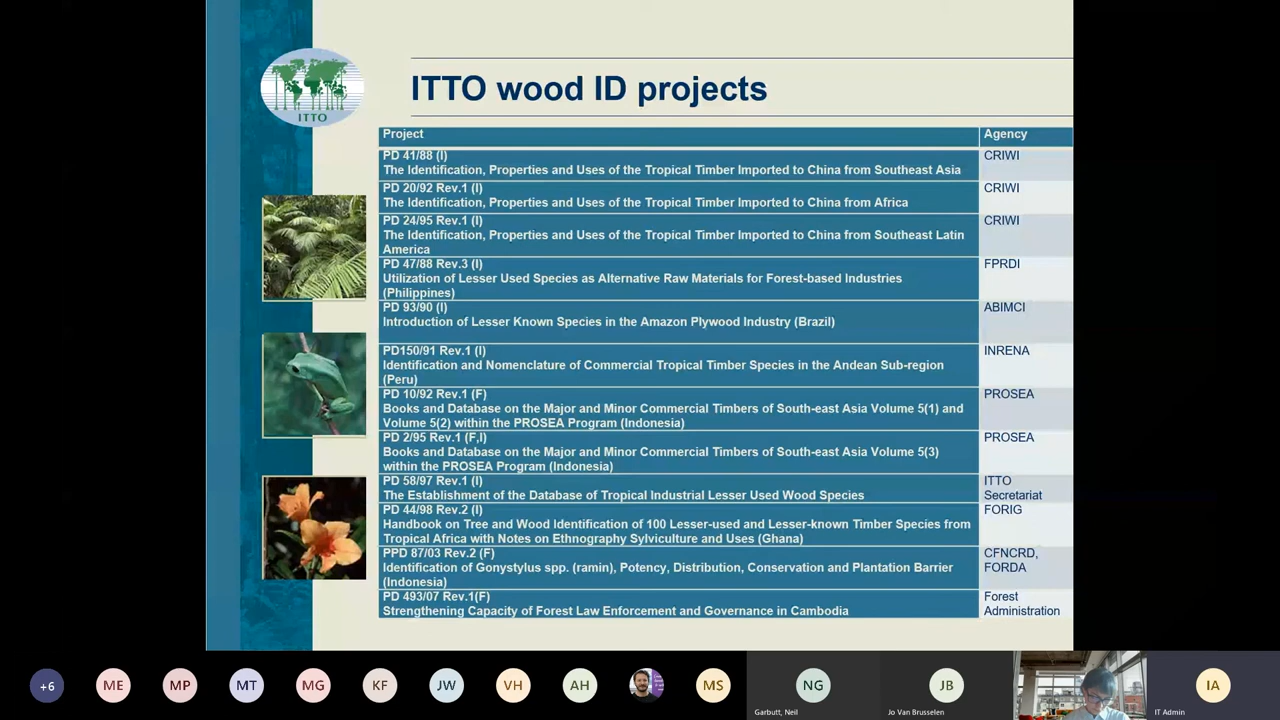 ITTO
ITTO wood ID projects
Project
Agency
PD 41/88 (I)
The Identification, Properties and Uses of the Tropical Timber Imported to China from Southeast Asia
CRIWI
PD 20/92 Rev.1 (I)
The Identification, Properties and Uses of the Tropical Timber Imported to China from Africa
CRIWI
PD 24/95 Rev.1 (I)
The Identification, Properties and Uses of the Tropical Timber Imported to China from Southeast Latin
America
CRIWI
PD 47/88 Rev.3 (I)
Utilization of Lesser Used Species as Alternative Raw Materials for Forest-based Industries
(Philippines)
FPRDI
PD 93/90 (I)
Introduction of Lesser Known Species in the Amazon Plywood Industry (Brazil)
ABIMCI
PD150/91 Rev.1 (I)
Identification and Nomenclature of Commercial Tropical Timber Species in the Andean Sub-region
(Peru)
INRENA
PD 10/92 Rev.1 (F)
Books and Database on the Major and Minor Commercial Timbers of South-east Asia Volume 5(1) and
Volume 5(2) within the PROSEA Program (Indonesia)
PROSEA
PD 2/95 Rev.1 (F,I)
Books and Database on the Major and Minor Commercial Timbers of South-east Asia Volume 5(3)
within the PROSEA Program (Indonesia)
PROSEA
PD 58/97 Rev.1 (I)
The Establishment of the Database of Tropical Industrial Lesser Used Wood Species
ITTO
Secretariat
PD 44/98 Rev.2 (I)
Handbook on Tree and Wood Identification of 100 Lesser-used and Lesser-known Timber Species from
Tropical Africa with Notes on Ethnography Sylviculture and Uses (Ghana)
FORIG
PPD 87/03 Rev.2 (F)
Identification of Gonystylus spp. (ramin), Potency, Distribution, Conservation and Plantation Barrier
(Indonesia)
CFNCRD,
FORDA
PD 493/07 Rev.1(F)
Strengthening Capacity of Forest Law Enforcement and Governance in Cambodia
Forest
Administration
+6
ME
MP
MT
MG
KF
JW
VH
AH
MS
NG
JB
IA
Garbutt, Neil
Jo Van Brusselen
IT Admin